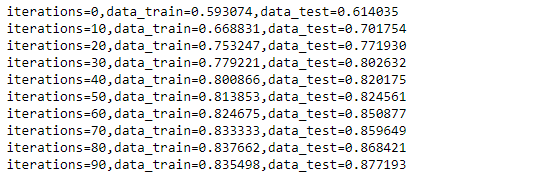 iterations=0,data_train=0.593074,data_test=0.614035
iterations=10,data_train=0.668831,data_test=0.701754
iterations=20,data_train=0.753247,data_test=0.771930
iterations=30,data_train=0.779221,data_test=0.802632
iterations=40,data_train=0.800866,data_test=0.820175
iterations=50,data_train=0.813853,data_test=0.824561
iterations=60,data_train=0.824675,data_test=0.850877
iterations=70,data_train=0.833333,data_test=0.859649
iterations=80,data_train=0.837662,data_test=0.868421
iterations=90,data_train=0.835498,data_test=0.877193